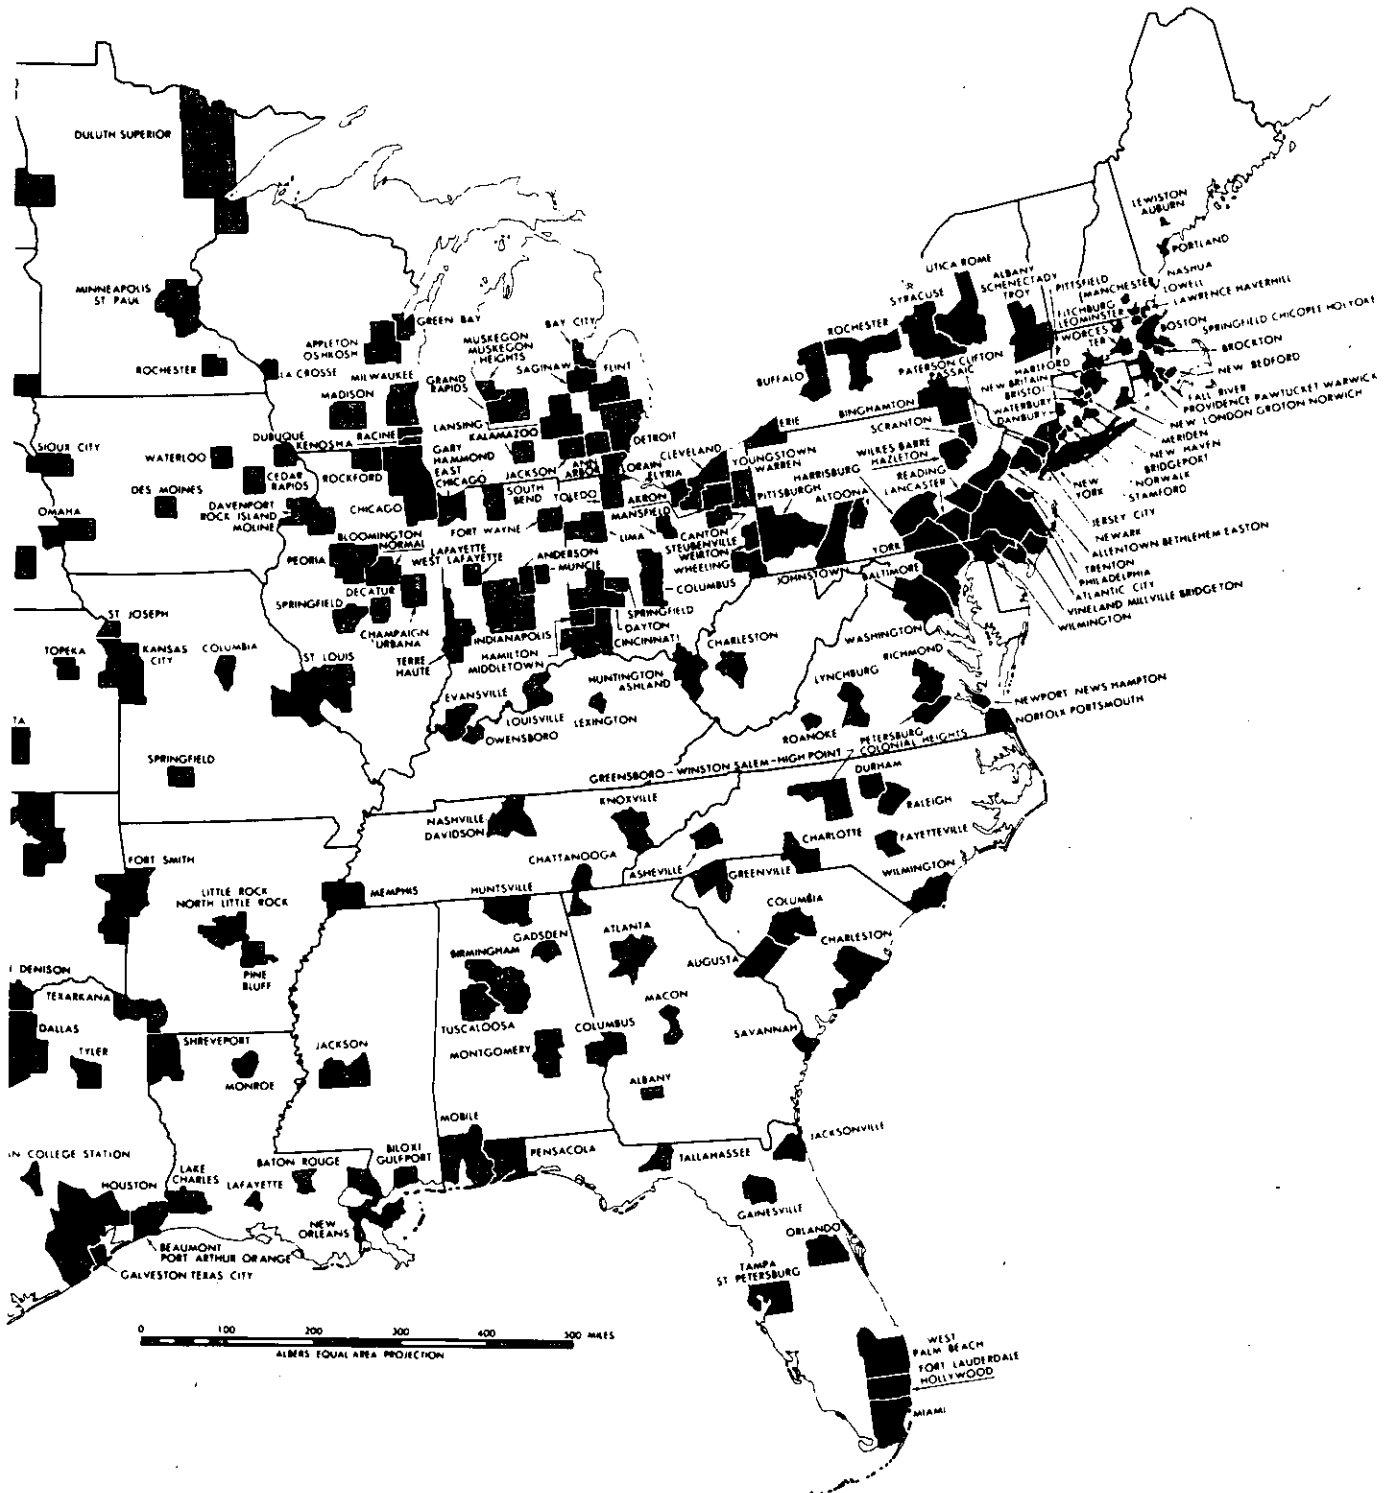 DULUTH SUPERIOR
MINNEAPOLIS
ST PAUL
ROCHESTER
LA CROSSE
GREEN BAY
APPLETON
OSHKOSH
MILWAUKEE
MADISON
RACINE
KENOSHA
DUBUQUE
SIOUX CITY
WATERLOO
CEDAR
RAPIDS
DES MOINES
DAVENPORT
ROCK ISLAND
MOLINE
OMAHA
ROCKFORD
CHICAGO
GARY
HAMMOND
EAST
CHICAGO
MUSKEGON
MUSKEGON
HEIGHTS
GRAND
RAPIDS
BAY CITY
SAGINAW
FLINT
LANSING
KALAMAZOO
JACKSON
ANN
ARBOR
DETROIT
SOUTH
BEND
TOLEDO
FORT WAYNE
LIMA
LORAIN
ELYRIA
CLEVELAND
AKRON
MANSFIELD
CANTON
YOUNGSTOWN
WARREN
STEUBENVILLE
WEIRTON
WHEELING
PITTSBURGH
ALTOONA
JOHNSTOWN
ERIE
BUFFALO
ROCHESTER
SYRACUSE
UTICA ROME
ALBANY
SCHENECTADY
TROY
PITTSFIELD
MANCHESTER
NASHUA
LOWELL
LAWRENCE HAVERHILL
FITCHBURG
LEOMINSTER
WORCES
TER
BOSTON
SPRINGFIELD CHICOPEE HOLYOKE
BROCKTON
NEW BEDFORD
FALL
RIVER
PROVIDENCE PAWTUCKET WARWICK
NEW LONDON GROTON NORWICH
MERIDEN
NEW HAVEN
BRIDGEPORT
NORWALK
STAMFORD
NEW
YORK
LEWISTON
AUBURN
PORTLAND
HARTFORD
NEW BRITAIN
BRISTOL
WATERBURY
DANBURY
PATERSON CLIFTON
PASSAIC
BINGHAMTON
SCRANTON
WILKES BARRE
HAZLETON
HARRISBURG
READING
LANCASTER
YORK
JERSEY CITY
NEWARK
ALLENTOWN BETHLEHEM EASTON
TRENTON
PHILADELPHIA
ATLANTIC CITY
VINELAND MILLVILLE BRIDGETON
WILMINGTON
BALTIMORE
WASHINGTON
BLOOMINGTON
NORMAL
PEORIA
LAFAYETTE
WEST LAFAYETTE
ANDERSON
MUNCIE
COLUMBUS
SPRINGFIELD
DECATUR
CHAMPAIGN
URBANA
TERRE
HAUTE
INDIANAPOLIS
HAMILTON
MIDDLETOWN
SPRINGFIELD
DAYTON
CINCINNATI
ST JOSEPH
TOPEKA
KANSAS
CITY
COLUMBIA
ST LOUIS
EVANSVILLE
OWENSBORO
LOUISVILLE
LEXINGTON
HUNTINGTON
ASHLAND
CHARLESTON
LYNCHBURG
RICHMOND
ROANOKE
PETERSBURG
COLONIAL HEIGHTS
NEWPORT NEWS HAMPTON
NORFOLK PORTSMOUTH
TA
SPRINGFIELD
GREENSBORO - WINSTON SALEM - HIGH POINT
DURHAM
RALEIGH
NASHVILLE
DAVIDSON
KNOXVILLE
CHARLOTTE
FAYETTEVILLE
CHATTANOOGA
ASHEVILLE
GREENVILLE
WILMINGTON
FORT SMITH
LITTLE ROCK
NORTH LITTLE ROCK
MEMPHIS
HUNTSVILLE
COLUMBIA
PINE
BLUFF
BIRMINGHAM
GADSDEN
ATLANTA
AUGUSTA
CHARLESTON
DENISON
TEXARKANA
TUSCALOOSA
MACON
DALLAS
TYLER
SHREVEPORT
MONROE
JACKSON
MONTGOMERY
COLUMBUS
SAVANNAH
ALBANY
MOBILE
PENSACOLA
TALLAHASSEE
JACKSONVILLE
AN COLLEGE STATION
HOUSTON
LAKE
CHARLES
LAFAYETTE
BATON ROUGE
BILOXI
GULFPORT
NEW
ORLEANS
GAINESVILLE
ORLANDO
BEAUMONT
PORT ARTHUR ORANGE
GALVESTON TEXAS CITY
TAMPA
ST PETERSBURG
WEST
PALM BEACH
FORT LAUDERDALE
HOLLYWOOD
MIAMI
0 100 200 300 500 MILES
ALBERS EQUAL AREA PROJECTION